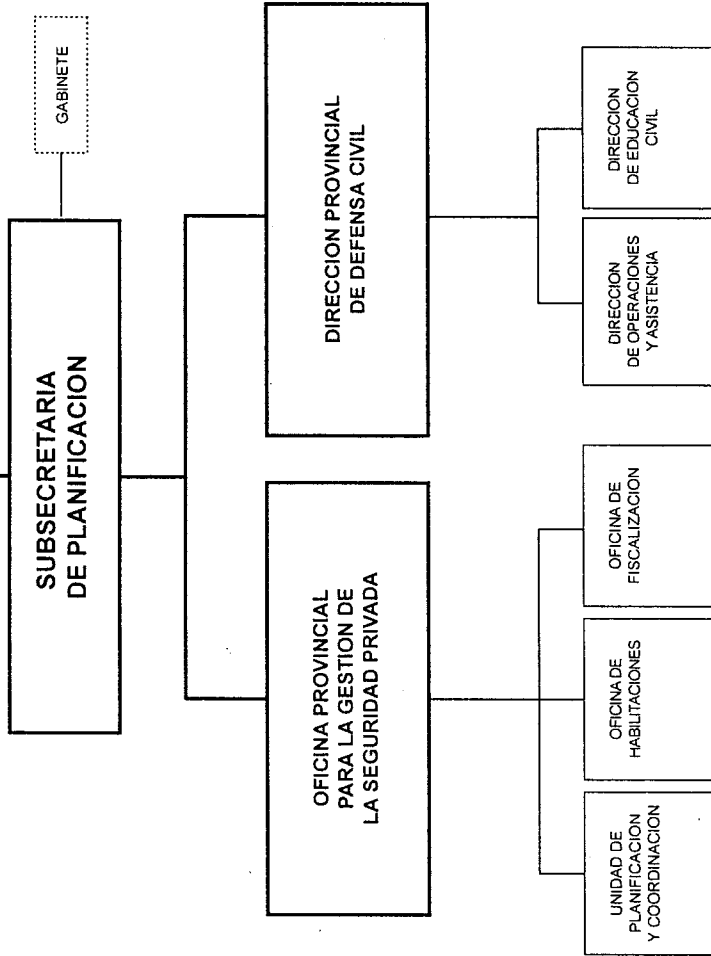 GABINETE
SUBSECRETARIA
DE PLANIFICACION
OFICINA PROVINCIAL
PARA LA GESTION DE
LA SEGURIDAD PRIVADA
DIRECCION PROVINCIAL
DE DEFENSA CIVIL
UNIDAD DE
PLANIFICACION
Y COORDINACION
OFICINA DE
HABILITACIONES
OFICINA DE
FISCALIZACION
DIRECCION
DE OPERACIONES
Y ASISTENCIA
DIRECCION
DE EDUCACION
CIVIL